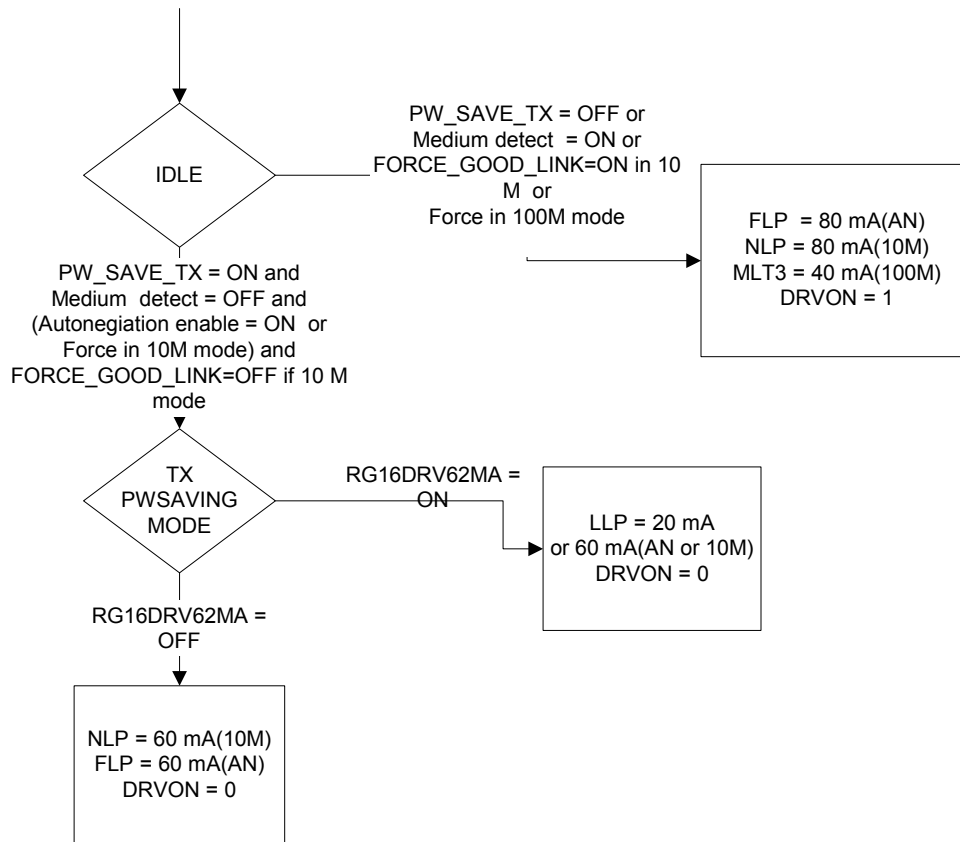 IDLE
PW_SAVE_TX = OFF or
Medium detect = ON or
FORCE_GOOD_LINK=ON in 10
M or
Force in 100M mode
FLP = 80 mA(AN)
NLP = 80 mA(10M)
MLT3 = 40 mA(100M)
DRVON = 1
PW_SAVE_TX = ON and
Medium detect = OFF and
(Autonegiation enable = ON or
Force in 10M mode) and
FORCE_GOOD_LINK=OFF if 10 M
mode
TX
PWSAVING
MODE
RG16DRV62MA =
ON
LLP = 20 mA
or 60 mA(AN or 10M)
DRVON = 0
RG16DRV62MA =
OFF
NLP = 60 mA(10M)
FLP = 60 mA(AN)
DRVON = 0